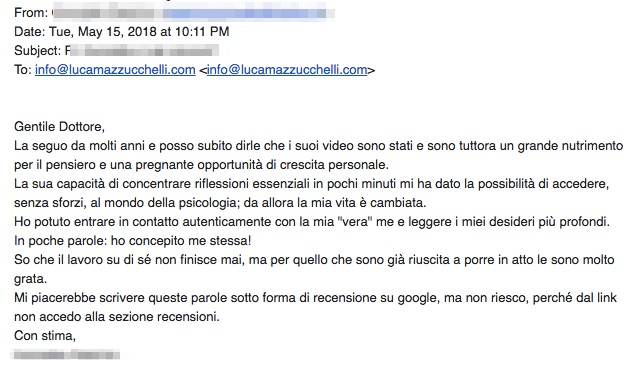 From:
Date: Tue, May 15, 2018 at 10:11 PM
Subject:
To: info@lucamazzucchelli.com <info@lucamazzucchelli.com>
Gentile Dottore,
La seguo da molti anni e posso subito dirle che i suoi video sono stati e sono tuttora un grande nutrimento
per il pensiero e una pregnante opportunità di crescita personale.
La sua capacità di concentrare riflessioni essenziali in pochi minuti mi ha dato la possibilità di accedere,
senza sforzi, al mondo della psicologia; da allora la mia vita è cambiata.
Ho potuto entrare in contatto autenticamente con la mia "vera" me e leggere i miei desideri più profondi.
In poche parole: ho concepito me stessa!
So che il lavoro su di sé non finisce mai, ma per quello che sono già riuscita a porre in atto le sono molto
grata.
Mi piacerebbe scrivere queste parole sotto forma di recensione su google, ma non riesco, perché dal link
non accedo alla sezione recensioni.
Con stima,